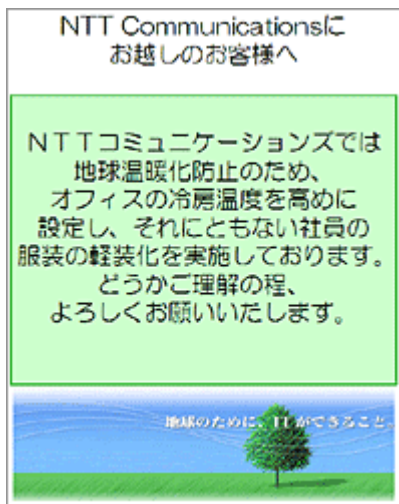 NTT Communicationsに
お越しのお客様へ
ＮＴＴコミュニケーションズでは
地球温暖化防止のため、
オフィスの冷房温度を高めに
設定し、それにともない社員の
服装の軽装化を実施しております。
どうかご理解の程、
よろしくお願いいたします。
地球のために、ITができること。